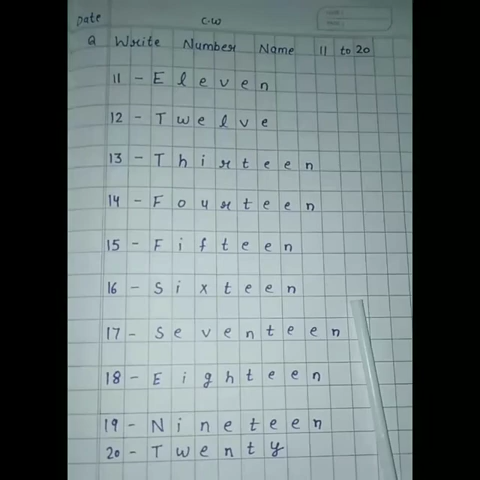 Date C.W
Q Write Number Name 11 to 20
11 - Eleven
12 - Twelve
13 - Thirteen
14 - Fourteen
15 - Fifteen
16 - Sixteen
17 - Seventeen
18 - Eighteen
19 - Nineteen
20 - Twenty